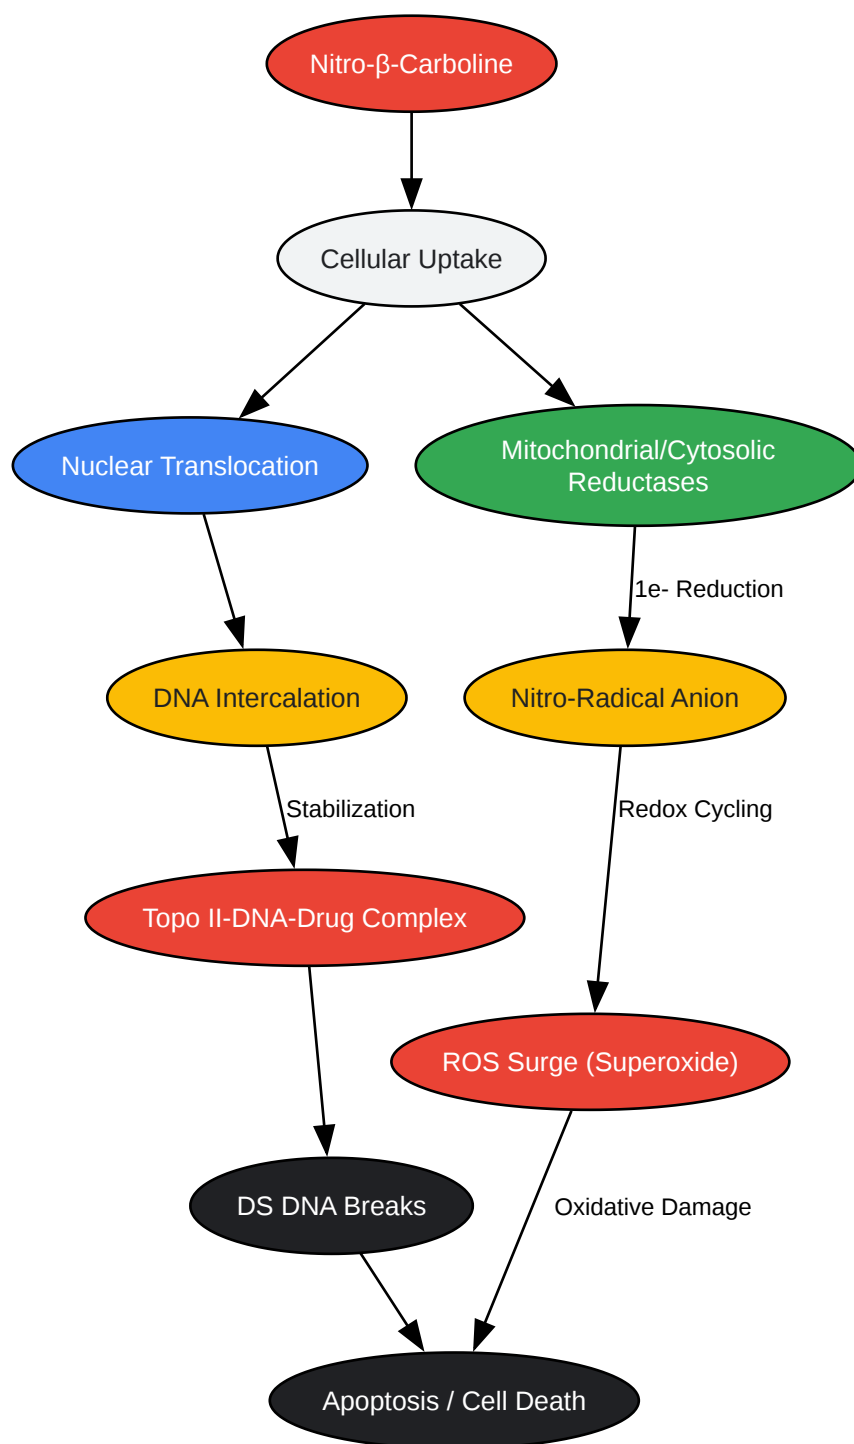 Nitro-β-Carboline
Cellular Uptake
Nuclear Translocation
Mitochondrial/Cytosolic
Reductases
1e- Reduction
DNA Intercalation
Nitro-Radical Anion
Stabilization
Redox Cycling
Topo II-DNA-Drug Complex
ROS Surge (Superoxide)
DS DNA Breaks
Oxidative Damage
Apoptosis / Cell Death